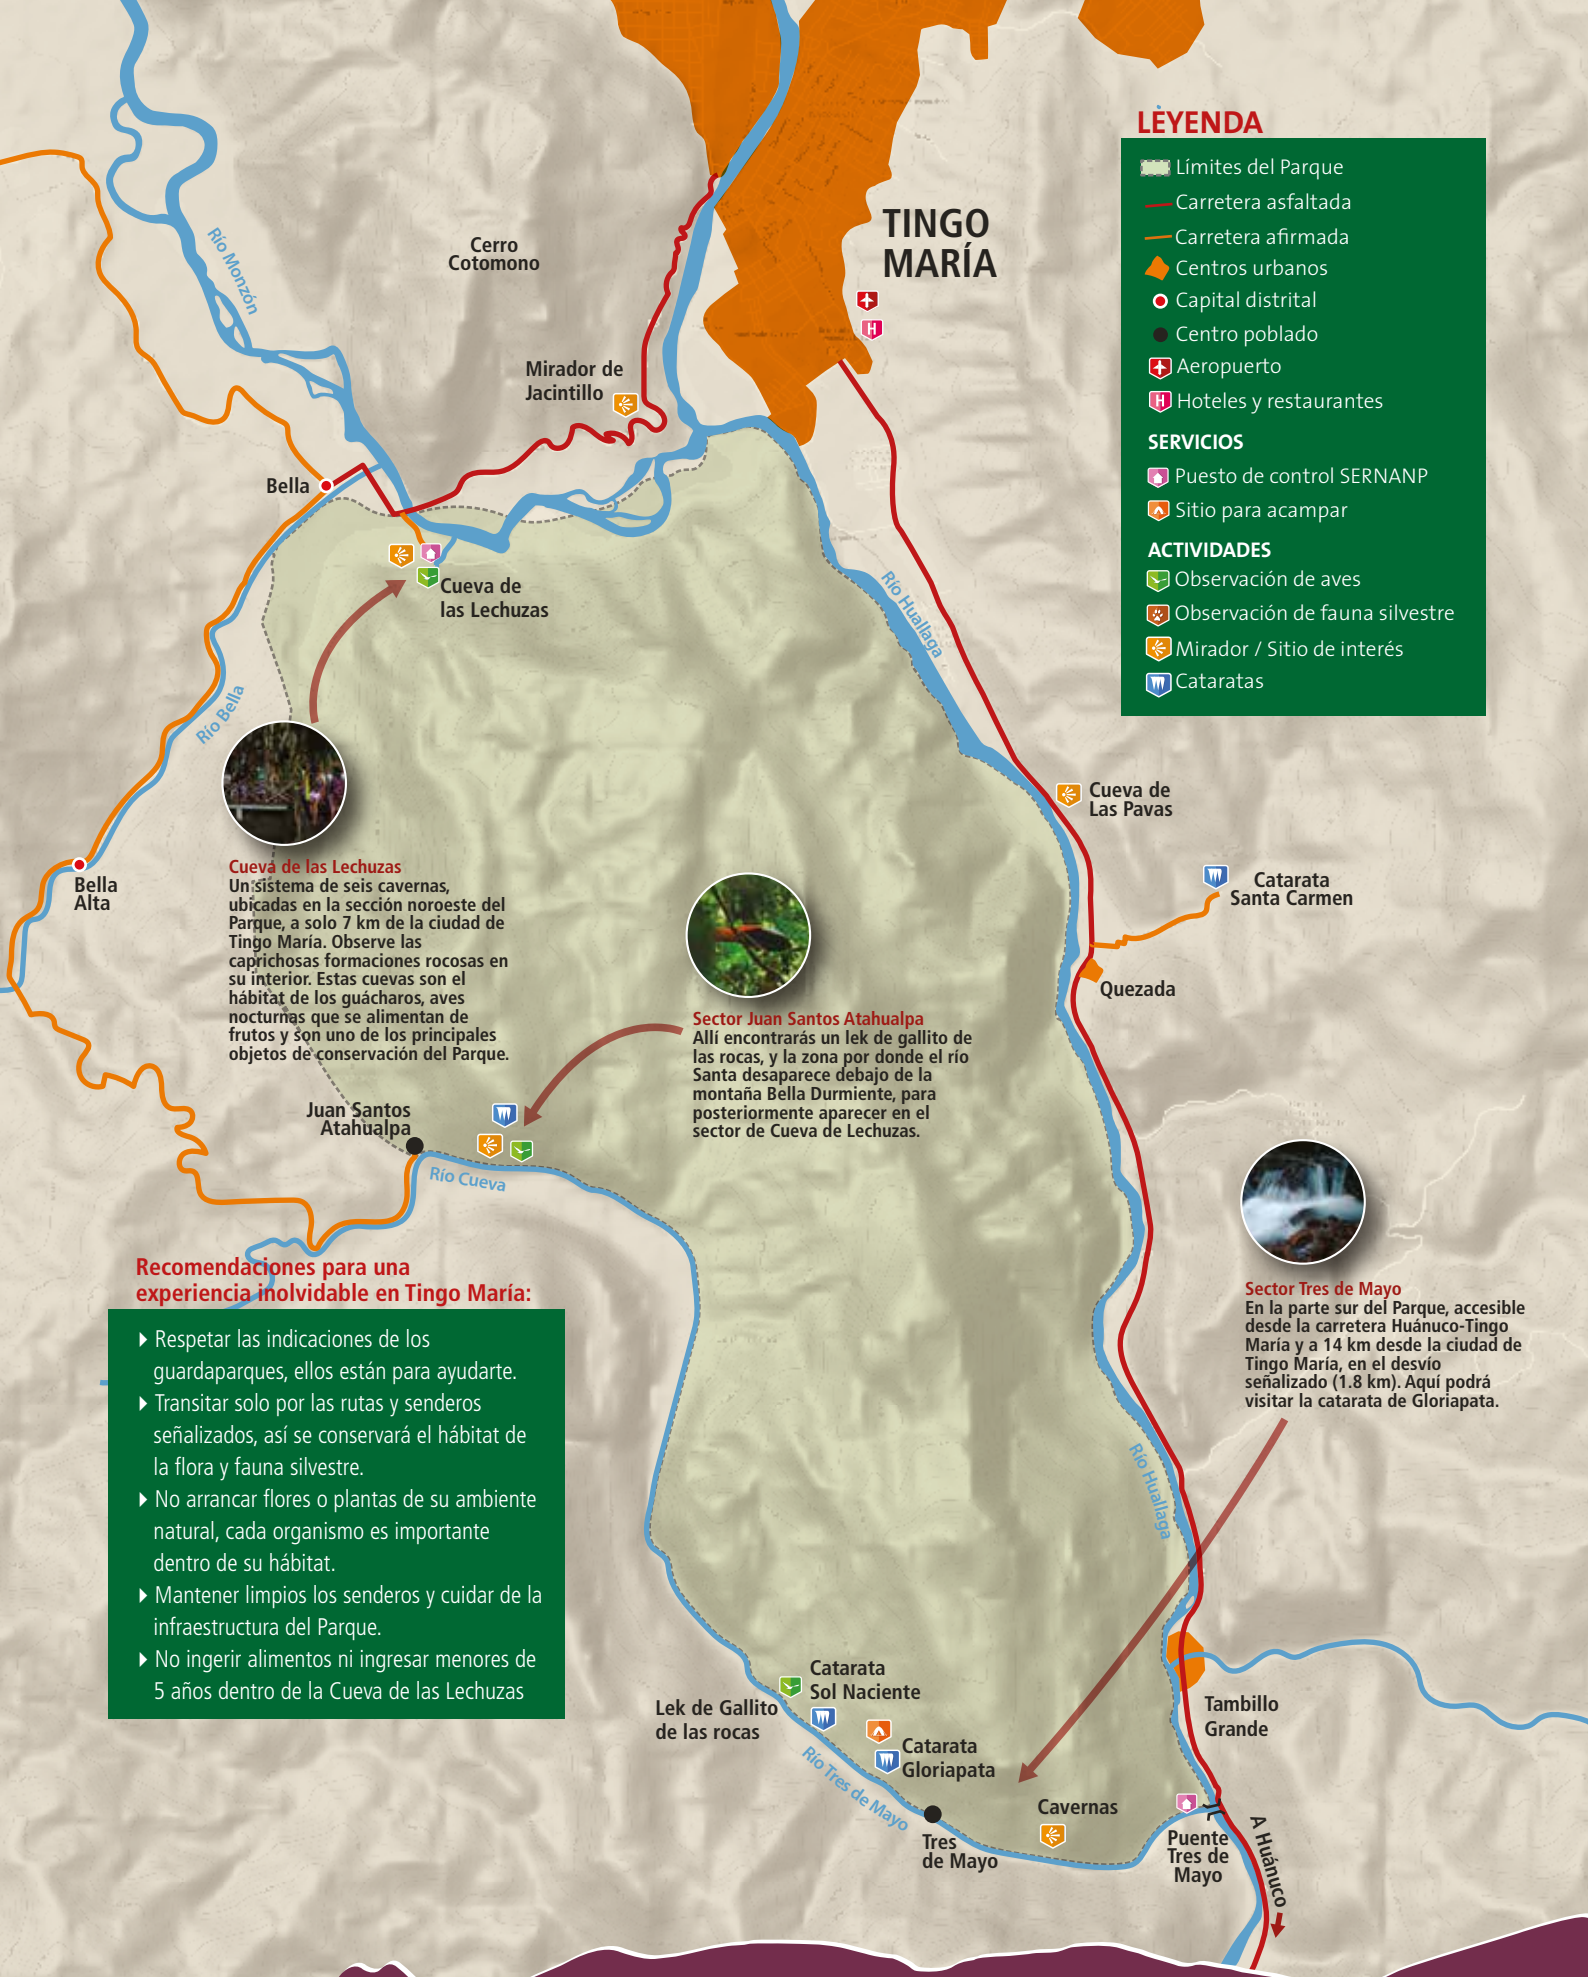 TINGO
MARÍA
Río Monzón
Cerro
Cotomono
Mirador de
Jacintillo
Bella
Cueva de
las Lechuzas
Río Huallaga
Río Bella
LEYENDA
Límites del Parque
Carretera asfaltada
Carretera afirmada
Centros urbanos
Capital distrital
Centro poblado
Aeropuerto
H Hoteles y restaurantes
SERVICIOS
Puesto de control SERNANP
Sitio para acampar
ACTIVIDADES
Observación de aves
Observación de fauna silvestre
Mirador / Sitio de interés
Cataratas
H
Cueva de
Las Pavas
Catarata
Santa Carmen
Quezada
Bella
Alta
Cueva de las Lechuzas
Un sistema de seis cavernas,
ubicadas en la sección noroeste del
Parque, a solo 7 km de la ciudad de
Tingo María. Observe las
caprichosas formaciones rocosas en
su interior. Estas cuevas son el
hábitat de los guácharos, aves
nocturnas que se alimentan de
frutos y son uno de los principales
objetos de conservación del Parque.
Sector Juan Santos Atahualpa
Allí encontrarás un lek de gallito de
las rocas, y la zona por donde el río
Santa desaparece debajo de la
montaña Bella Durmiente, para
posteriormente aparecer en el
sector de Cueva de Lechuzas.
Juan Santos
Atahualpa
Río Cueva
Sector Tres de Mayo
En la parte sur del Parque, accesible
desde la carretera Huánuco-Tingo
María y a 14 km desde la ciudad de
Tingo María, en el desvío
señalizado (1.8 km). Aquí podrá
visitar la catarata de Gloriapata.
Recomendaciones para una
experiencia inolvidable en Tingo María:
Respetar las indicaciones de los
guardaparques, ellos están para ayudarte.
Transitar solo por las rutas y senderos
señalizados, así se conservará el hábitat de
la flora y fauna silvestre.
No arrancar flores o plantas de su ambiente
natural, cada organismo es importante
dentro de su hábitat.
Mantener limpios los senderos y cuidar de la
infraestructura del Parque.
No ingerir alimentos ni ingresar menores de
5 años dentro de la Cueva de las Lechuzas
Río Huallaga
Catarata
Sol Naciente
Lek de Gallito
de las rocas
Catarata
Gloriapata
Río Tres de Mayo
Tres
de Mayo
Cavernas
Tambillo
Grande
Puente
Tres de
Mayo
A Huánuco